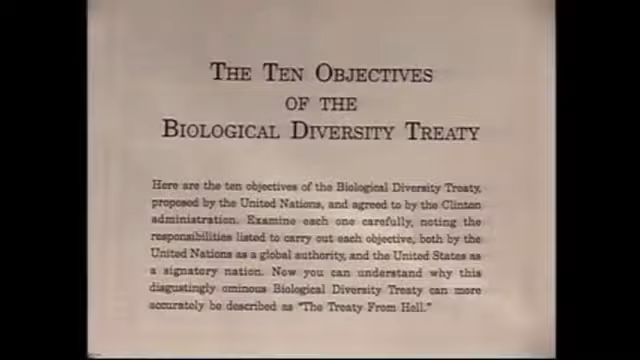 THE TEN OBJECTIVES
OF THE
BIOLOGICAL DIVERSITY TREATY
Here are the ten objectives of the Biological Diversity Treaty,
proposed by the United Nations, and agreed to by the Clinton
administration. Examine each one carefully, noting the
responsibilities listed to carry out each objective, both by the
United Nations as a global authority, and the United States as
a signatory nation. Now you can understand why this
disgustingly ominous Biological Diversity Treaty can more
accurately be described as "The Treaty From Hell."